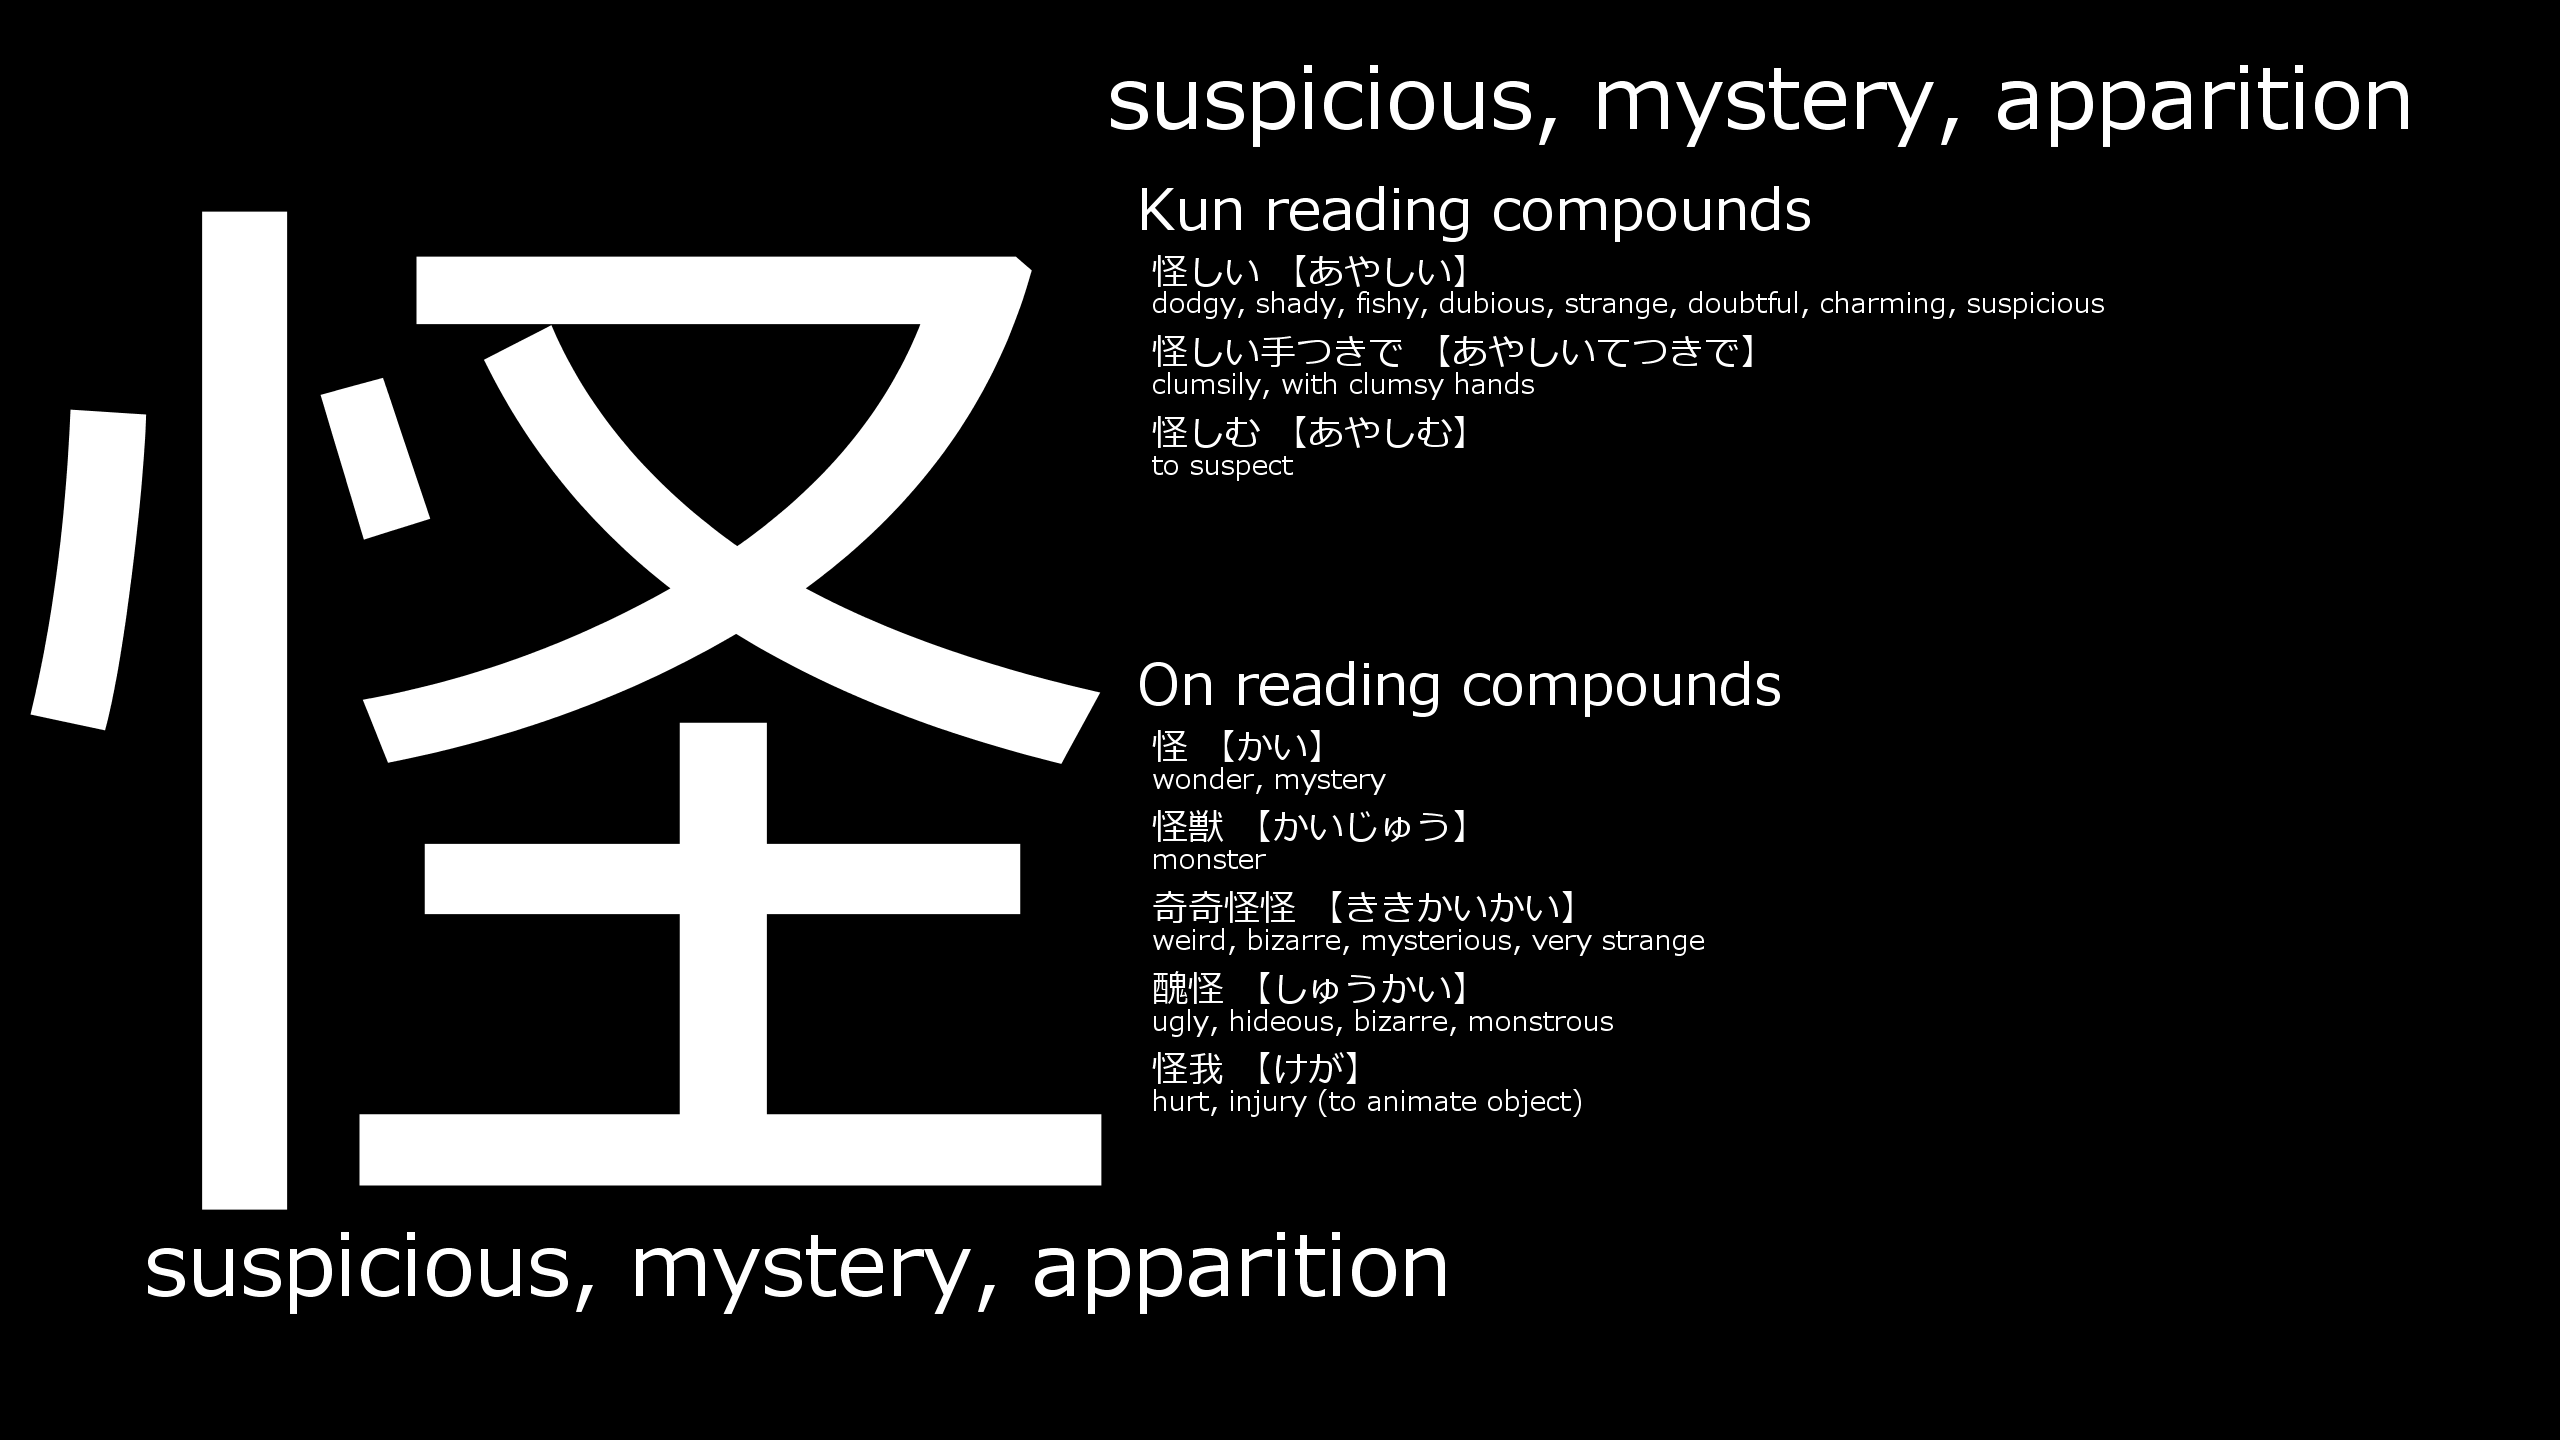 怪
suspicious, mystery, apparition
suspicious, mystery, apparition
Kun reading compounds
怪しい 【あやしい】
dodgy, shady, fishy, dubious, strange, doubtful, charming, suspicious
怪しい手つきで 【あやしいてつきで】
clumsily, with clumsy hands
怪しむ 【あやしむ】
to suspect
On reading compounds
怪 【かい】
wonder, mystery
怪獣 【かいじゅう】
monster
奇奇怪怪 【ききかいかい】
weird, bizarre, mysterious, very strange
醜怪 【しゅうかい】
ugly, hideous, bizarre, monstrous
怪我 【けが】
hurt, injury (to animate object)